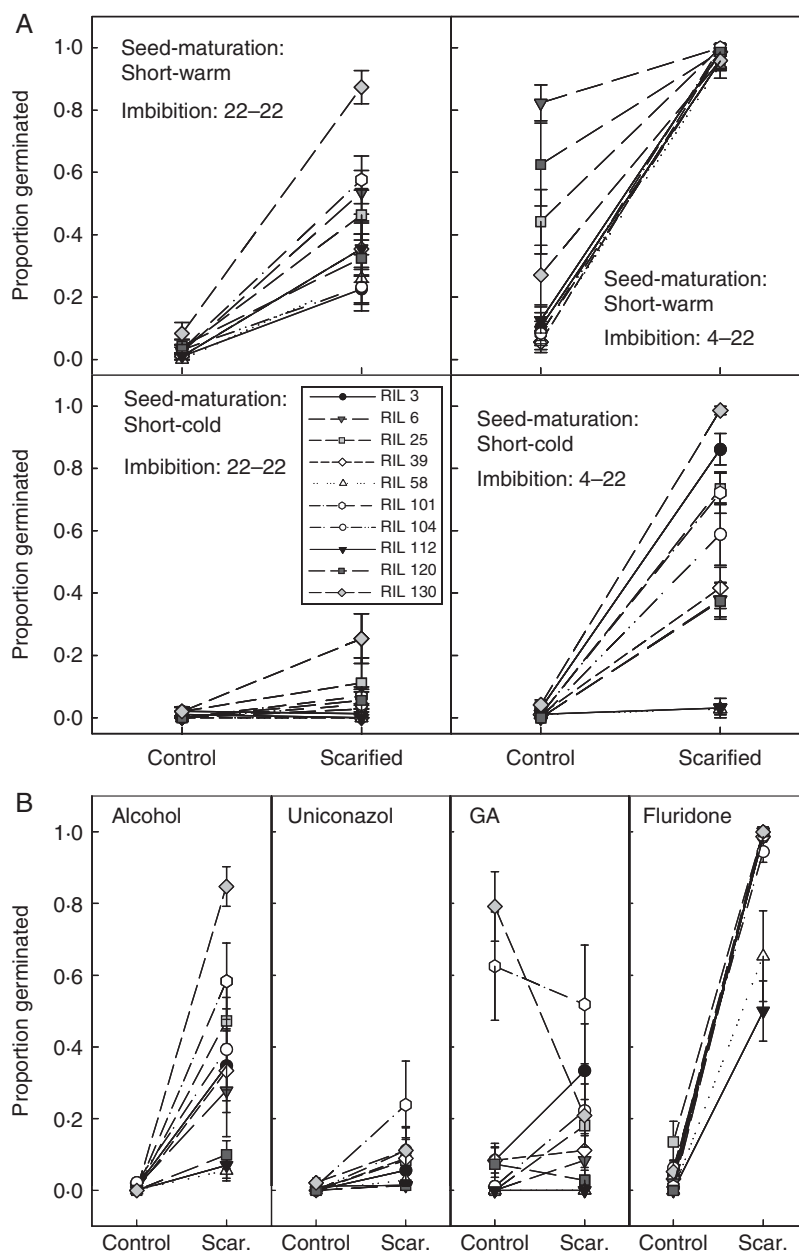 A
Proportion germinated
1·0
0·8
0·6
0·4
0·2
0·0
Seed-maturation:
Short-warm
Imbibition: 22–22
Seed-maturation:
Short-warm
Imbibition: 4–22
Proportion germinated
1·0
0·8
0·6
0·4
0·2
0·0
Seed-maturation:
Short-cold
Imbibition: 22–22
RIL 3
RIL 6
RIL 25
RIL 39
RIL 58
RIL 101
RIL 104
RIL 112
RIL 120
RIL 130
Seed-maturation:
Short-cold
Imbibition: 4–22
Control
Scarified
Control
Scarified
B
Proportion germinated
1·0
0·8
0·6
0·4
0·2
0·0
Alcohol
Uniconazol
GA
Fluridone
Control
Scar.
Control
Scar.
Control
Scar.
Control
Scar.